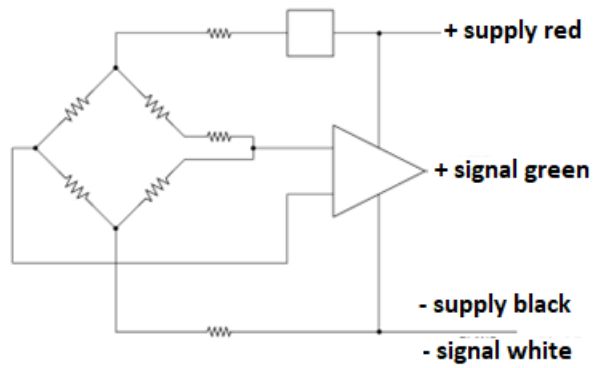 + supply red
+ signal green
- supply black
- signal white